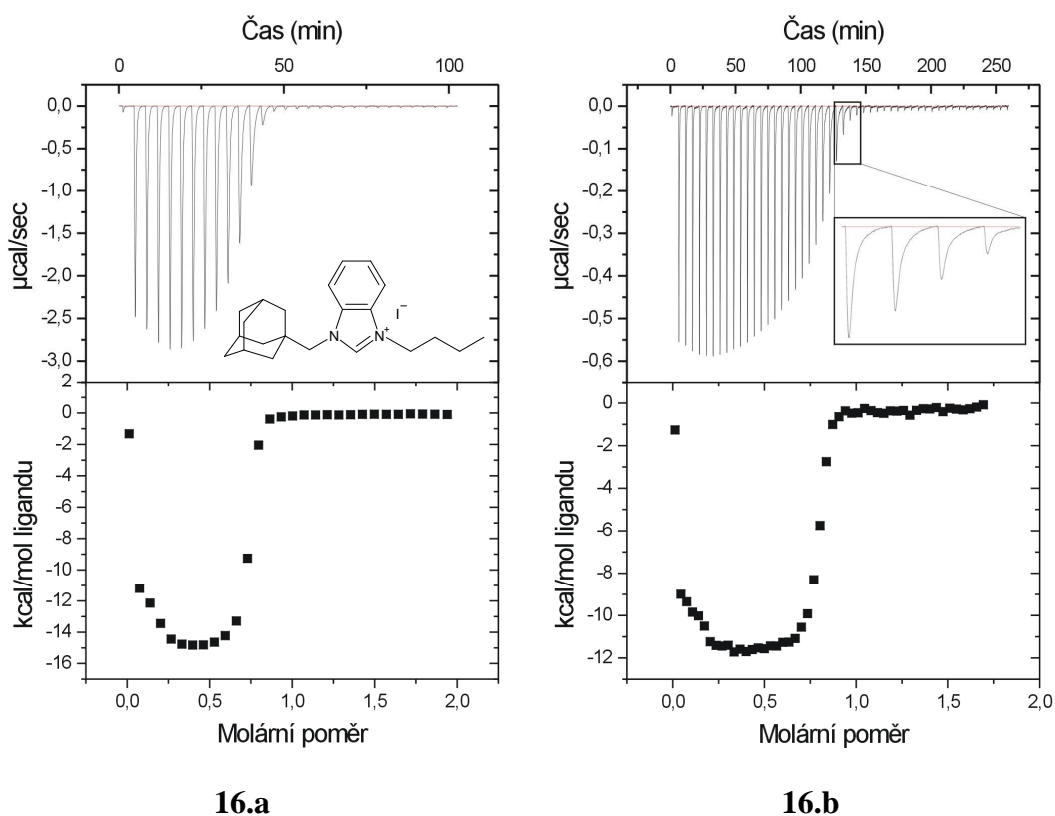 Čas (min)
0 50 100
0,0
-0,5
-1,0
-1,5
-2,0
-2,5
-3,0
µcal/sec
N
N
+
I
−
2
0
-2
-4
-6
-8
-10
-12
-14
-16
kcal/mol ligandu
0,0 0,5 1,0 1,5 2,0
Molární poměr
16.a
Čas (min)
0 50 100 150 200 250
0,0
-0,1
-0,2
-0,3
-0,4
-0,5
-0,6
µcal/sec
0
-2
-4
-6
-8
-10
-12
kcal/mol ligandu
0,0 0,5 1,0 1,5 2,0
Molární poměr
16.b